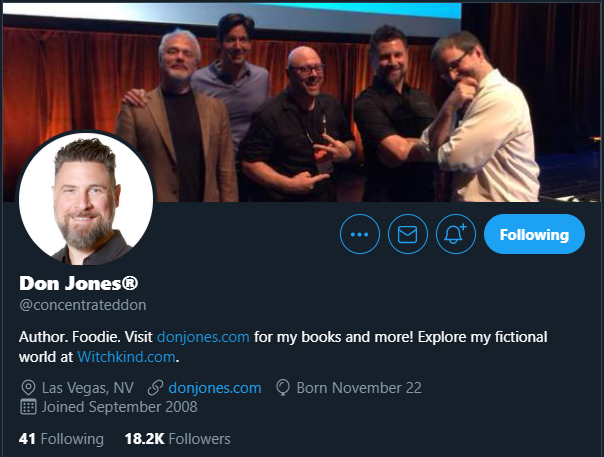 Following
Don Jones®
@concentrateddon
Author. Foodie. Visit donjones.com for my books and more! Explore my fictional
world at Witchkind.com.
Las Vegas, NV donjones.com Born November 22
Joined September 2008
41 Following 18.2K Followers